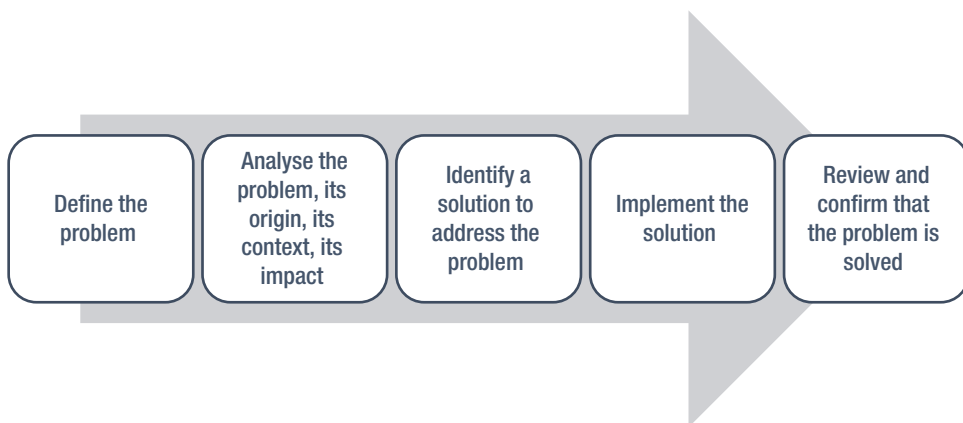 Define the
problem
Analyse the
problem, its
origin, its
context, its
impact
Identify a
solution to
address the
problem
Implement the
solution
Review and
confirm that
the problem is
solved